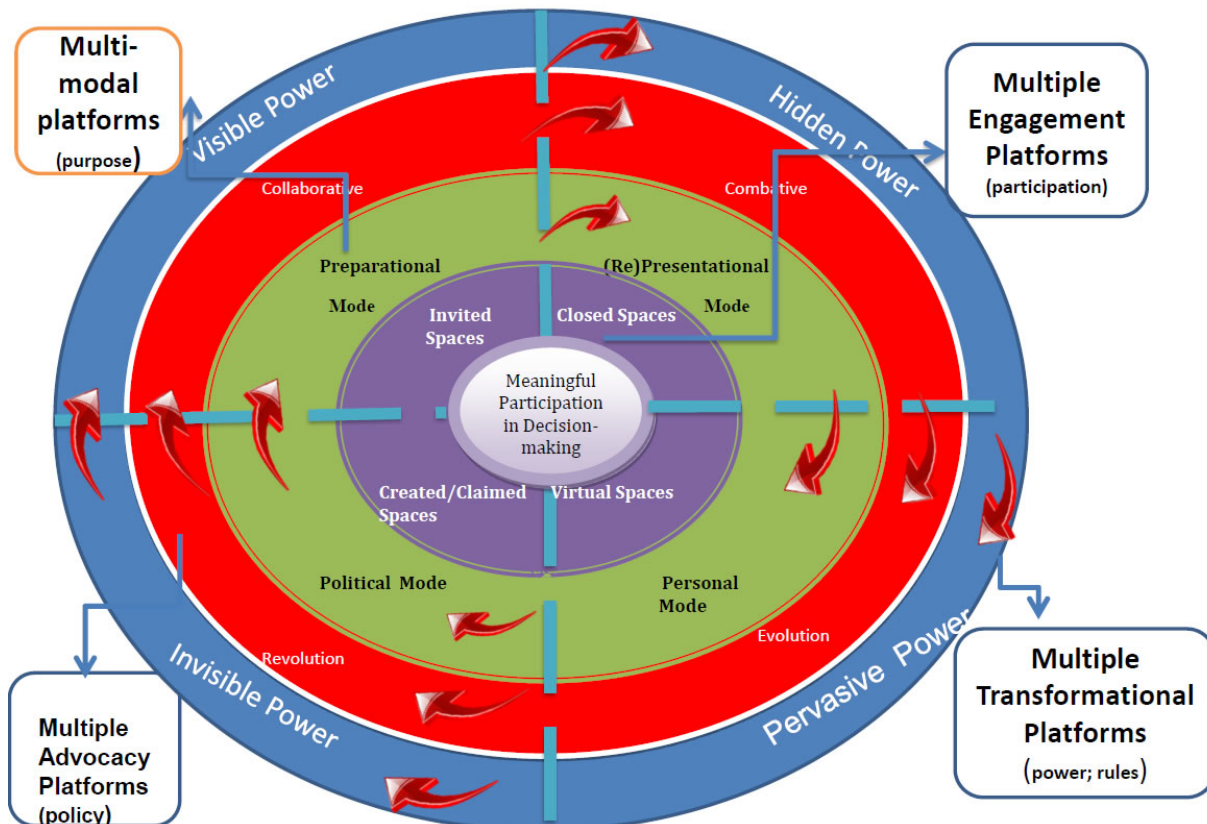 Multi-
modal
platforms
(purpose)
Visible Power
Hidden Power
Multiple
Engagement
Platforms
(participation)
Collaborative
Combative
Preparational
Mode
(Re)Presentational
Mode
Invited
Spaces
Closed Spaces
Meaningful
Participation
in Decision-
making
Created/Claimed
Spaces
Virtual Spaces
Political Mode
Personal
Mode
Revolution
Evolution
Invisible Power
Pervasive Power
Multiple
Advocacy
Platforms
(policy)
Multiple
Transformational
Platforms
(power; rules)